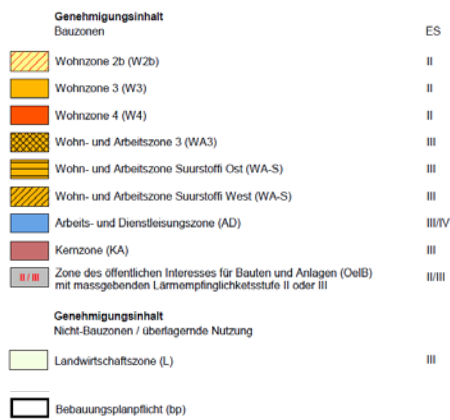 Genehmigungsinhalt
Bauzonen ES
Wohnzone 2b (W2b) II
Wohnzone 3 (W3) II
Wohnzone 4 (W4) II
Wohn- und Arbeitszone 3 (WA3) III
Wohn- und Arbeitszone Suurstoffi Ost (WA-S) III
Wohn- und Arbeitszone Suurstoffi West (WA-S) III
Arbeits- und Dienstleisungszone (AD) III/IV
Kernzone (KA) III
II / III Zone des öffentlichen Interesses für Bauten und Anlagen (OeIB) II/III
mit massgebenden Lärmempfinglichketsstufe II oder III
Genehmigungsinhalt
Nicht-Bauzonen / überlagernde Nutzung
Landwirtschaftszone (L) III
Bebauungsplanpflicht (bp)